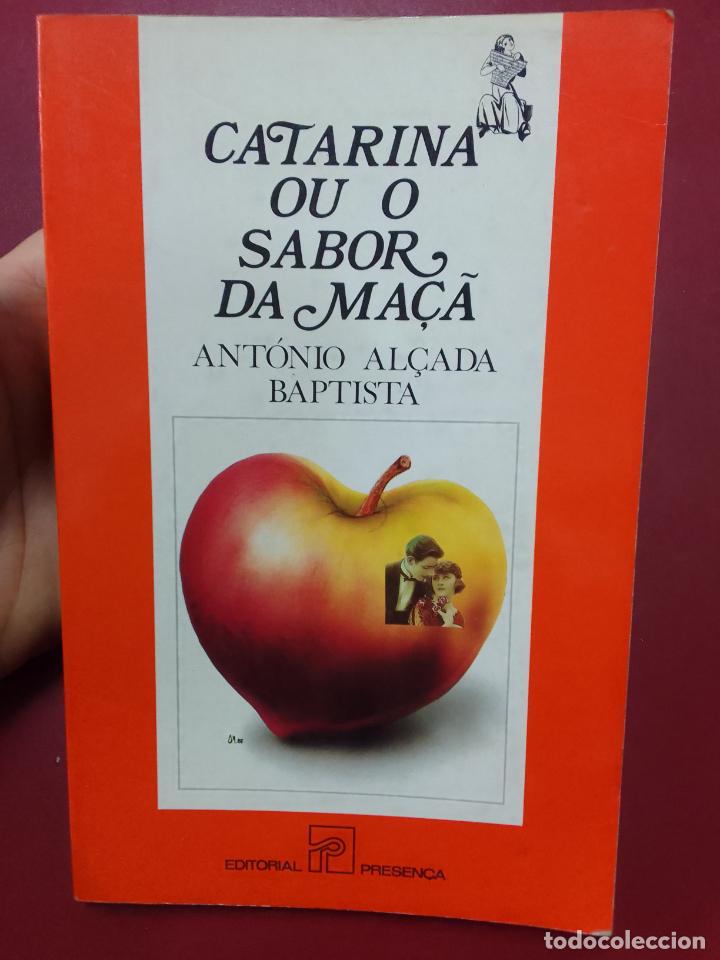 CATARINA
OU O
SABOR
DA MAÇÃ
ANTÓNIO ALÇADA
BAPTISTA
EDITORIAL PRESENÇA
todocoleccion